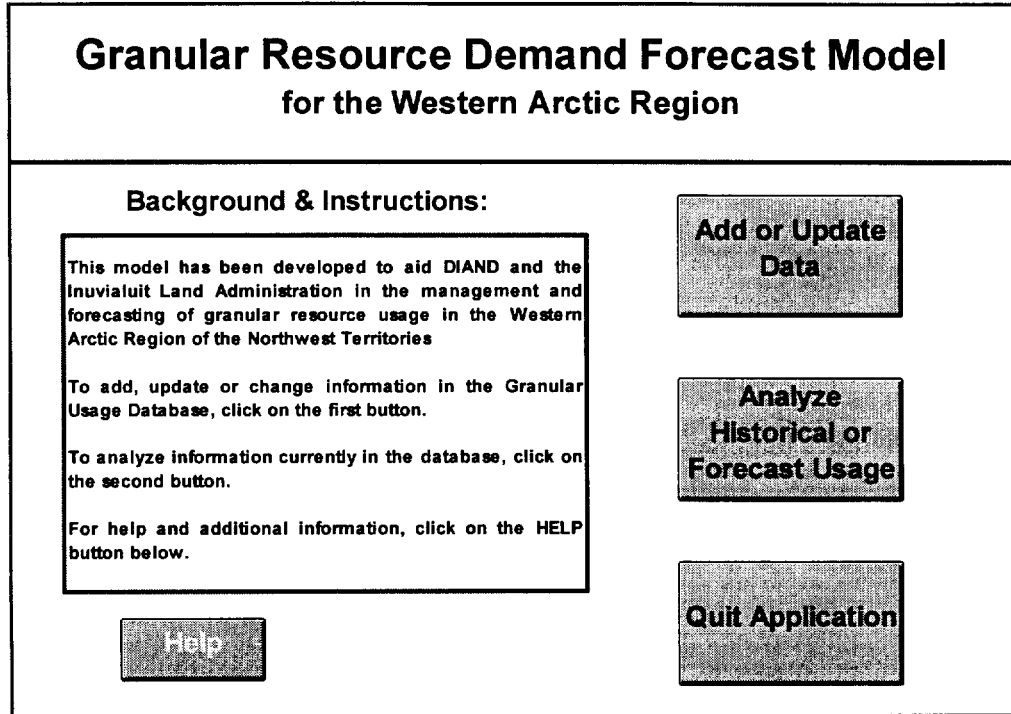 Granular Resource Demand Forecast Model
for the Western Arctic Region
Background & Instructions:
This model has been developed to aid DIAND and the
Inuvialuit Land Administration in the management and
forecasting of granular resource usage in the Western
Arctic Region of the Northwest Territories
To add, update or change information in the Granular
Usage Database, click on the first button.
To analyze information currently in the database, click on
the second button.
For help and additional information, click on the HELP
button below.
Help
Add or Update
Data
Analyze
Historical or
Forecast Usage
Quit Application